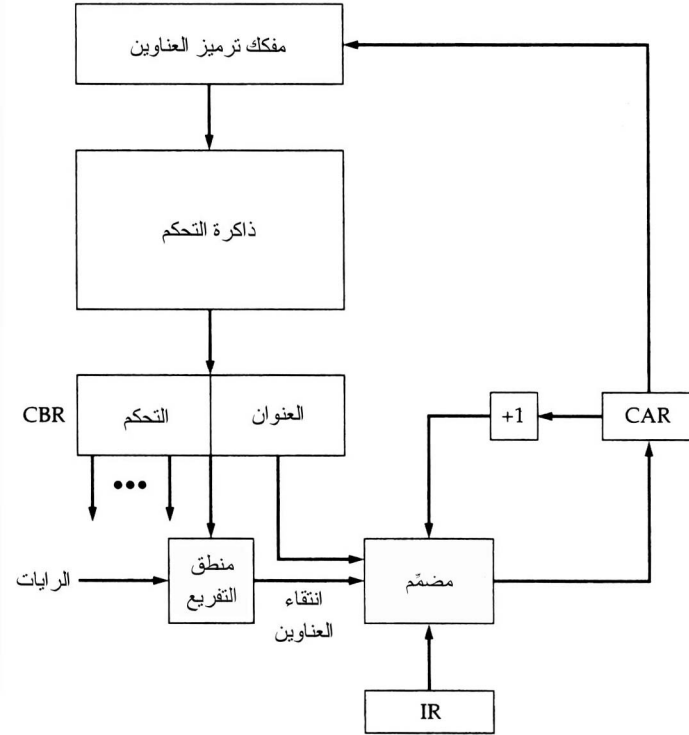 مفكك ترميز العناوين
ذاكرة التحكم
CBR
التحكم
العنوان
+1
CAR
الرايات
منطق
التفريع
انتقاء
العناوين
مضمِّم
IR